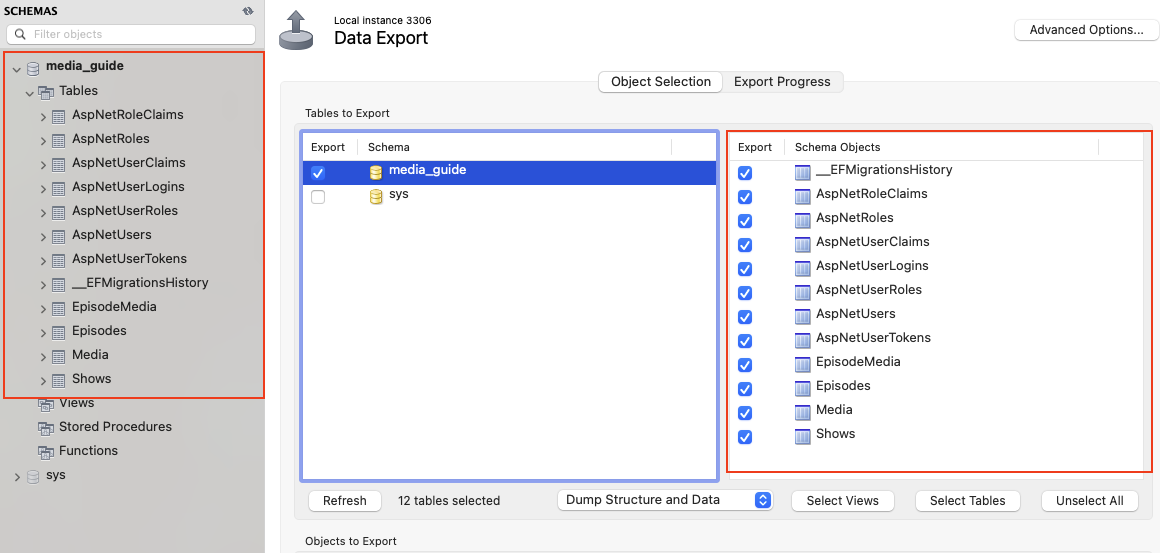 SCHEMAS
Filter objects
media_guide
Tables
AspNetRoleClaims
AspNetRoles
AspNetUserClaims
AspNetUserLogins
AspNetUserRoles
AspNetUsers
AspNetUserTokens
__EFMigrationsHistory
EpisodeMedia
Episodes
Media
Shows
Views
Stored Procedures
Functions
sys
Local instance 3306
Data Export
Advanced Options...
Object Selection
Export Progress
Tables to Export
Export Schema
media_guide
sys
Export Schema Objects
__EFMigrationsHistory
AspNetRoleClaims
AspNetRoles
AspNetUserClaims
AspNetUserLogins
AspNetUserRoles
AspNetUsers
AspNetUserTokens
EpisodeMedia
Episodes
Media
Shows
Refresh
12 tables selected
Dump Structure and Data
Select Views
Select Tables
Unselect All
Objects to Export